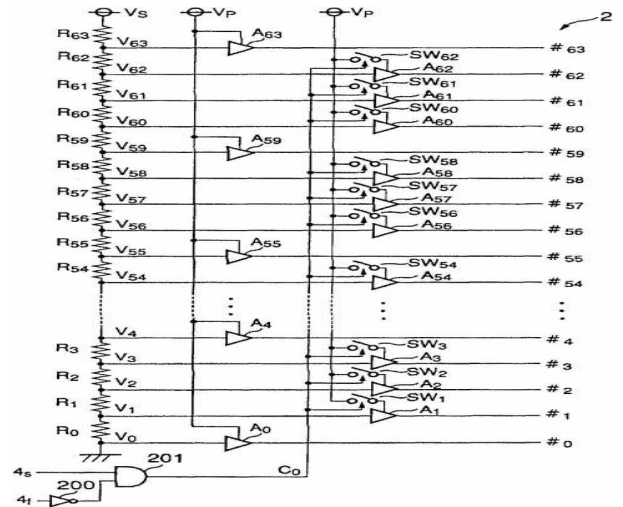 VS VP VP
2
R63 V63 A63 #63
R62 V62 SW62 A62 #62
R61 V61 SW61 A61 #61
R60 V60 SW60 A60 #60
R59 V59 A59 #59
R58 V58 SW58 A58 #58
R57 V57 SW57 A57 #57
R56 V56 SW56 A56 #56
R55 V55 A55 #55
R54 V54 SW54 A54 #54
V4 A4 #4
R3 V3 SW3 A3 #3
R2 V2 SW2 A2 #2
R1 V1 SW1 A1 #1
R0 V0 A0 #0
4s 201 C0
4f 200